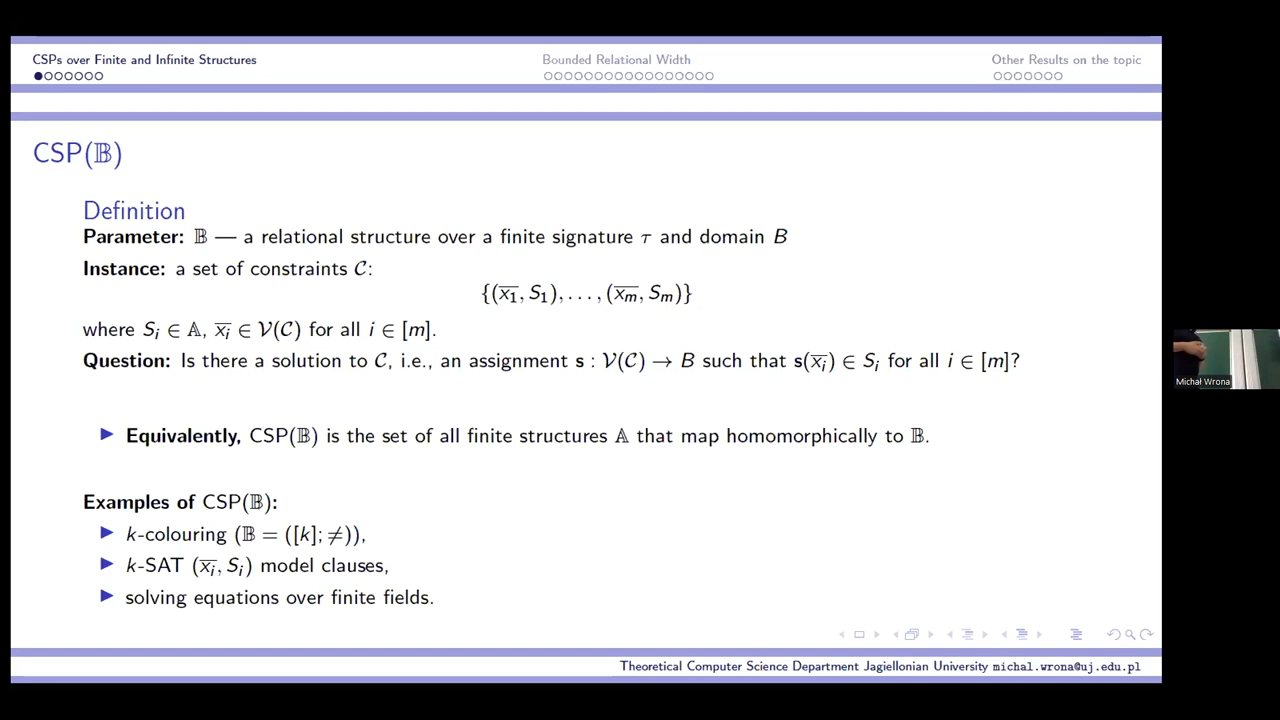 CSPs over Finite and Infinite Structures
Bounded Relational Width
Other Results on the topic
CSP(𝔹)
Definition
Parameter: 𝔹 — a relational structure over a finite signature τ and domain B
Instance: a set of constraints 𝒞:
{(x̅₁, S₁), . . . , (x̅ₘ, Sₘ)}
where Sᵢ ∈ 𝔸, x̅ᵢ ∈ 𝒱(𝒞) for all i ∈ [m].
Question: Is there a solution to 𝒞, i.e., an assignment s : 𝒱(𝒞) → B such that s(x̅ᵢ) ∈ Sᵢ for all i ∈ [m]?
Equivalently, CSP(𝔹) is the set of all finite structures 𝔸 that map homomorphically to 𝔹.
Examples of CSP(𝔹):
k-colouring (𝔹 = ([k]; ≠)),
k-SAT (x̅ᵢ, Sᵢ) model clauses,
solving equations over finite fields.
Theoretical Computer Science Department Jagiellonian University michal.wrona@uj.edu.pl
Michał Wrona